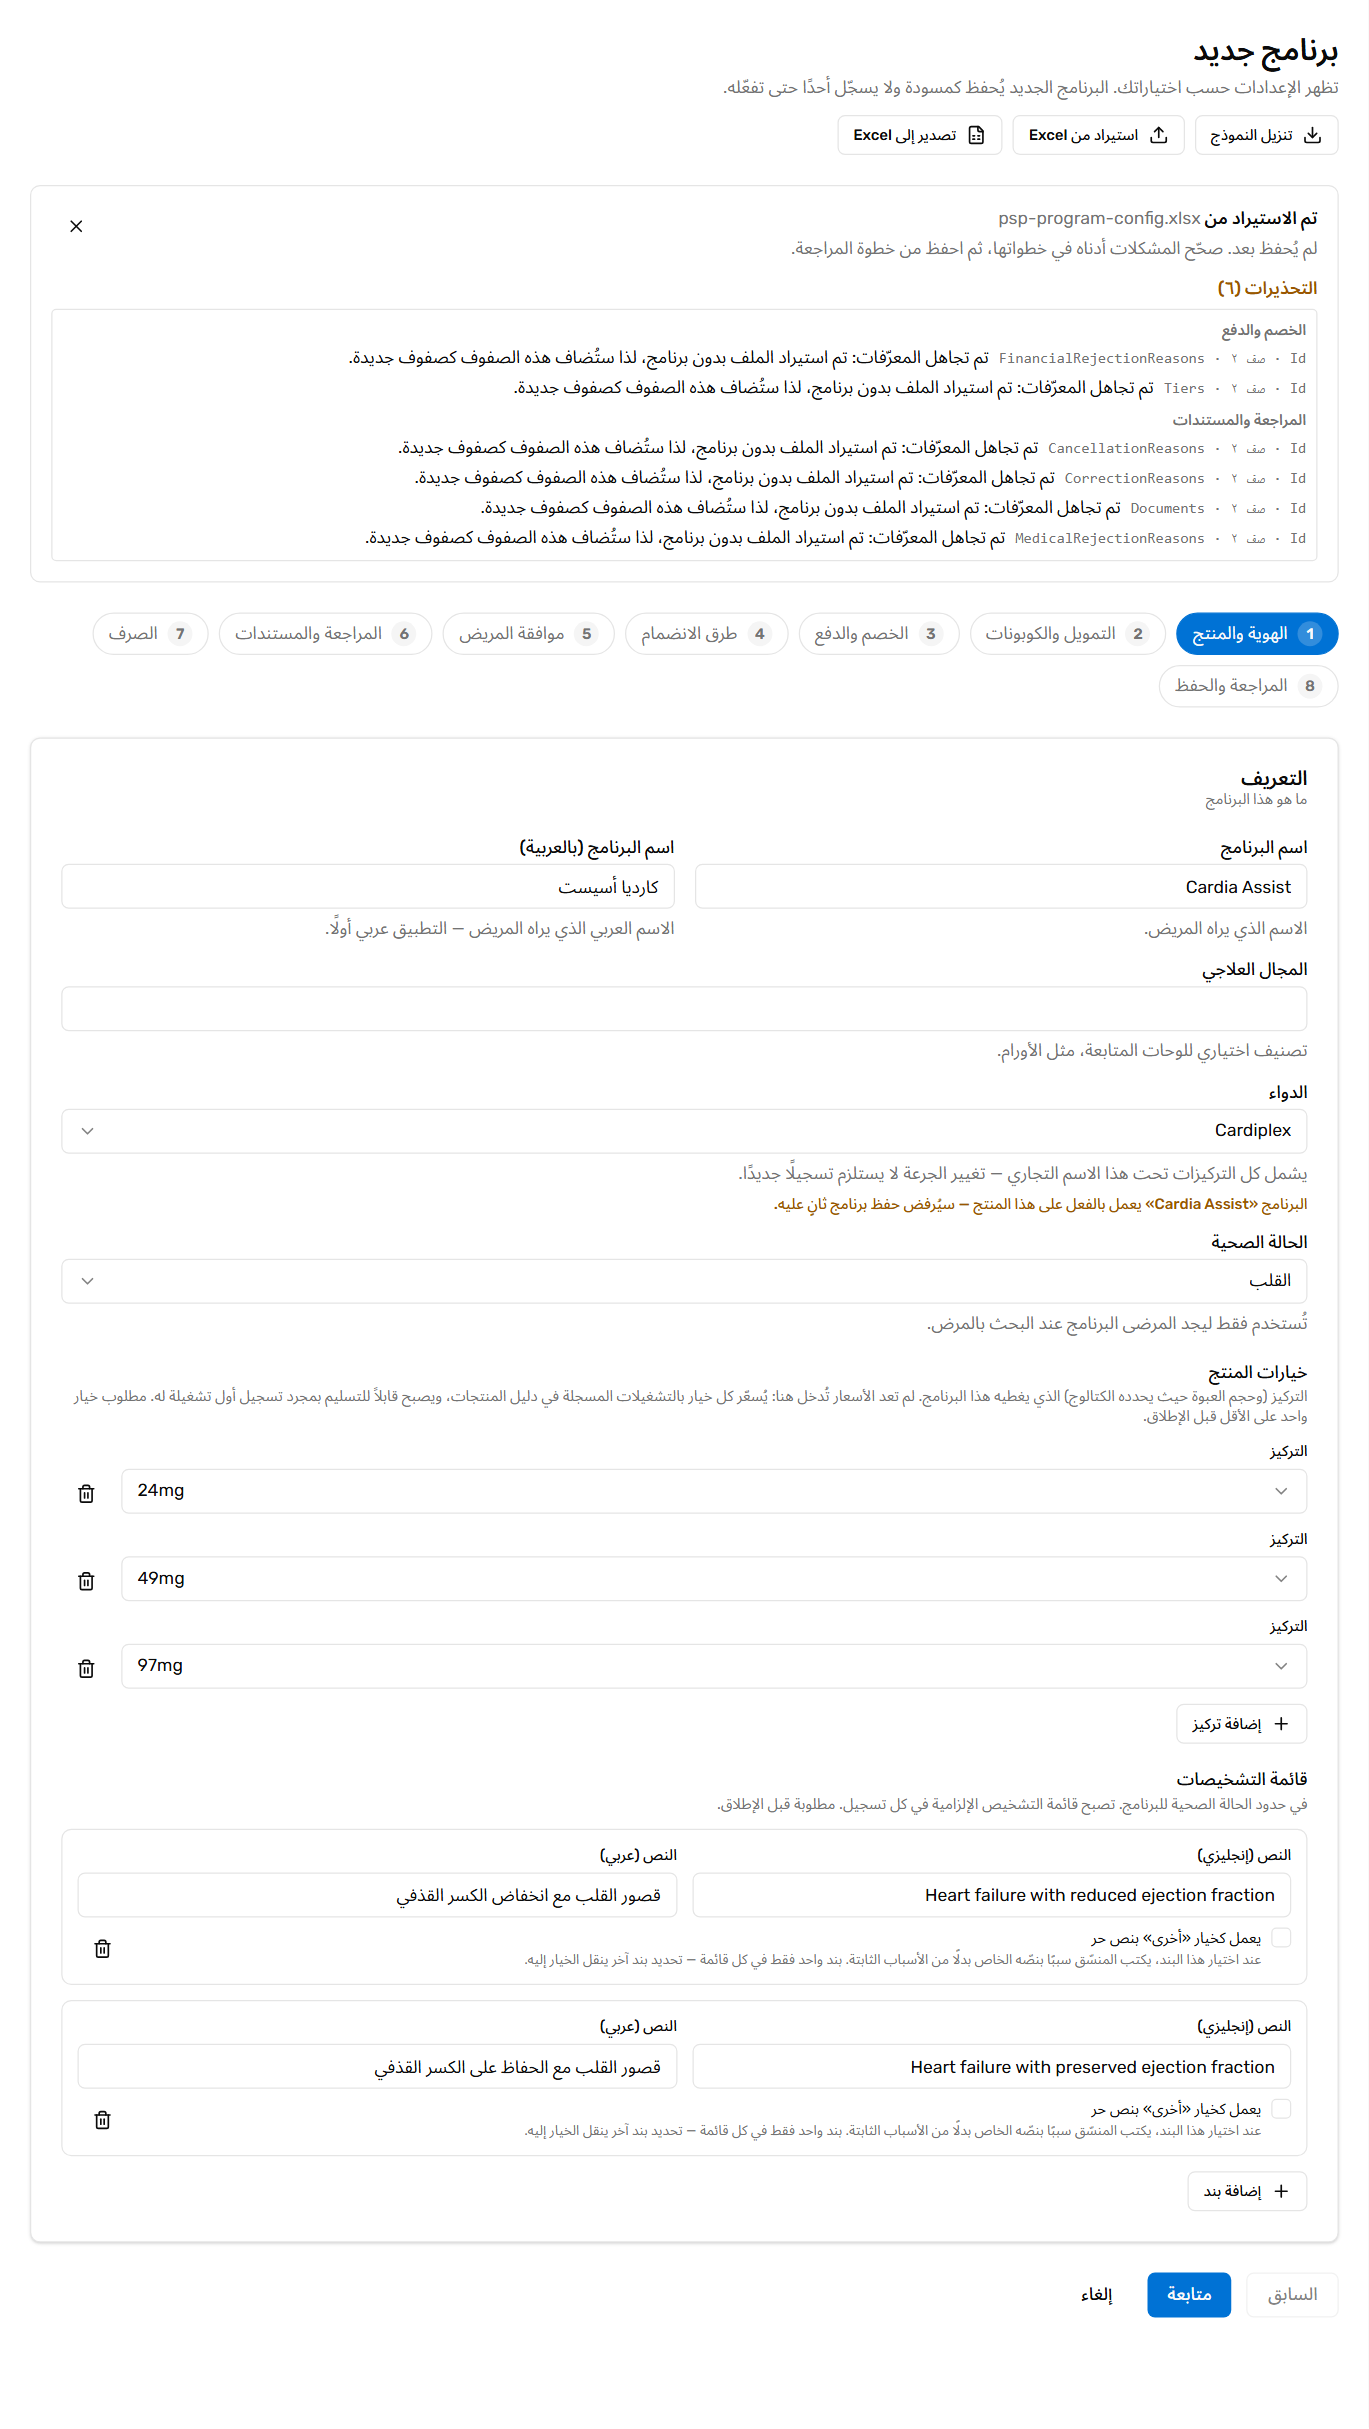 برنامج جديد
تظهر الإعدادات حسب اختياراتك. البرنامج الجديد يُحفظ كمسودة ولا يسجّل أحدًا حتى تفعّله.
تنزيل النموذج
استيراد من Excel
تصدير إلى Excel
تم الاستيراد من psp-program-config.xlsx
لم يُحفظ بعد. صحّح المشكلات أدناه في خطواتها، ثم احفظ من خطوة المراجعة.
التحذيرات (٦)
الخصم والدفع
FinancialRejectionReasons · صف ٢ · Id تم تجاهل المعرّفات: تم استيراد الملف بدون برنامج، لذا ستُضاف هذه الصفوف كصفوف جديدة.
Tiers · صف ٢ · Id تم تجاهل المعرّفات: تم استيراد الملف بدون برنامج، لذا ستُضاف هذه الصفوف كصفوف جديدة.
المراجعة والمستندات
CancellationReasons · صف ٢ · Id تم تجاهل المعرّفات: تم استيراد الملف بدون برنامج، لذا ستُضاف هذه الصفوف كصفوف جديدة.
CorrectionReasons · صف ٢ · Id تم تجاهل المعرّفات: تم استيراد الملف بدون برنامج، لذا ستُضاف هذه الصفوف كصفوف جديدة.
Documents · صف ٢ · Id تم تجاهل المعرّفات: تم استيراد الملف بدون برنامج، لذا ستُضاف هذه الصفوف كصفوف جديدة.
MedicalRejectionReasons · صف ٢ · Id تم تجاهل المعرّفات: تم استيراد الملف بدون برنامج، لذا ستُضاف هذه الصفوف كصفوف جديدة.
1 الهوية والمنتج
2 التمويل والكوبونات
3 الخصم والدفع
4 طرق الانضمام
5 موافقة المريض
6 المراجعة والمستندات
7 الصرف
8 المراجعة والحفظ
التعريف
ما هو هذا البرنامج
اسم البرنامج
اسم البرنامج (بالعربية)
Cardia Assist
كارديا أسيست
الاسم الذي يراه المريض.
الاسم العربي الذي يراه المريض — التطبيق عربي أولًا.
المجال العلاجي
تصنيف اختياري للوحات المتابعة، مثل الأورام.
الدواء
Cardiplex
يشمل كل التركيزات تحت هذا الاسم التجاري — تغيير الجرعة لا يستلزم تسجيلًا جديدًا.
البرنامج «Cardia Assist» يعمل بالفعل على هذا المنتج — سيُرفض حفظ برنامج ثانٍ عليه.
الحالة الصحية
القلب
تُستخدم فقط ليجد المرضى البرنامج عند البحث بالمرض.
خيارات المنتج
التركيز (وحجم العبوة حيث يحدده الكتالوج) الذي يغطيه هذا البرنامج. لم تعد الأسعار تُدخل هنا: يُسعّر كل خيار بالتشغيلات المسجلة في دليل المنتجات، ويصبح قابلاً للتسليم بمجرد تسجيل أول تشغيلة له. مطلوب خيار
واحد على الأقل قبل الإطلاق.
التركيز
24mg
التركيز
49mg
التركيز
97mg
إضافة تركيز
قائمة التشخيصات
في حدود الحالة الصحية للبرنامج. تصبح قائمة التشخيص الإلزامية في كل تسجيل. مطلوبة قبل الإطلاق.
النص (إنجليزي)
النص (عربي)
Heart failure with reduced ejection fraction
قصور القلب مع انخفاض الكسر القذفي
يعمل كخيار «أخرى» بنص حر
عند اختيار هذا البند، يكتب المنسّق سببًا بنصّه الخاص بدلًا من الأسباب الثابتة. بند واحد فقط في كل قائمة — تحديد بند آخر ينقل الخيار إليه.
النص (إنجليزي)
النص (عربي)
Heart failure with preserved ejection fraction
قصور القلب مع الحفاظ على الكسر القذفي
يعمل كخيار «أخرى» بنص حر
عند اختيار هذا البند، يكتب المنسّق سببًا بنصّه الخاص بدلًا من الأسباب الثابتة. بند واحد فقط في كل قائمة — تحديد بند آخر ينقل الخيار إليه.
إضافة بند
السابق
متابعة
إلغاء